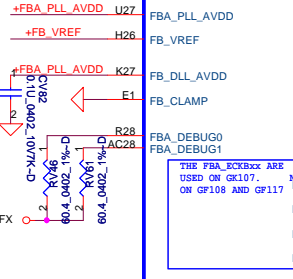 +FBA_PLL_AVDD U27 FBA_PLL_AVDD
+FB_VREF H26 FB_VREF
+FBA_PLL_AVDD K27 FB_DLL_AVDD
1
CV82
0.1U_0402_10V7K~D
2
E1 FB_CLAMP
R28 FBA_DEBUG0
AC28 FBA_DEBUG1
1
RV46
60.4_0402_1%~D
2
1
RV61
60.4_0402_1%~D
2
FX
THE FBA_ECKBxx ARE
USED ON GK107.
ON GF108 AND GF117